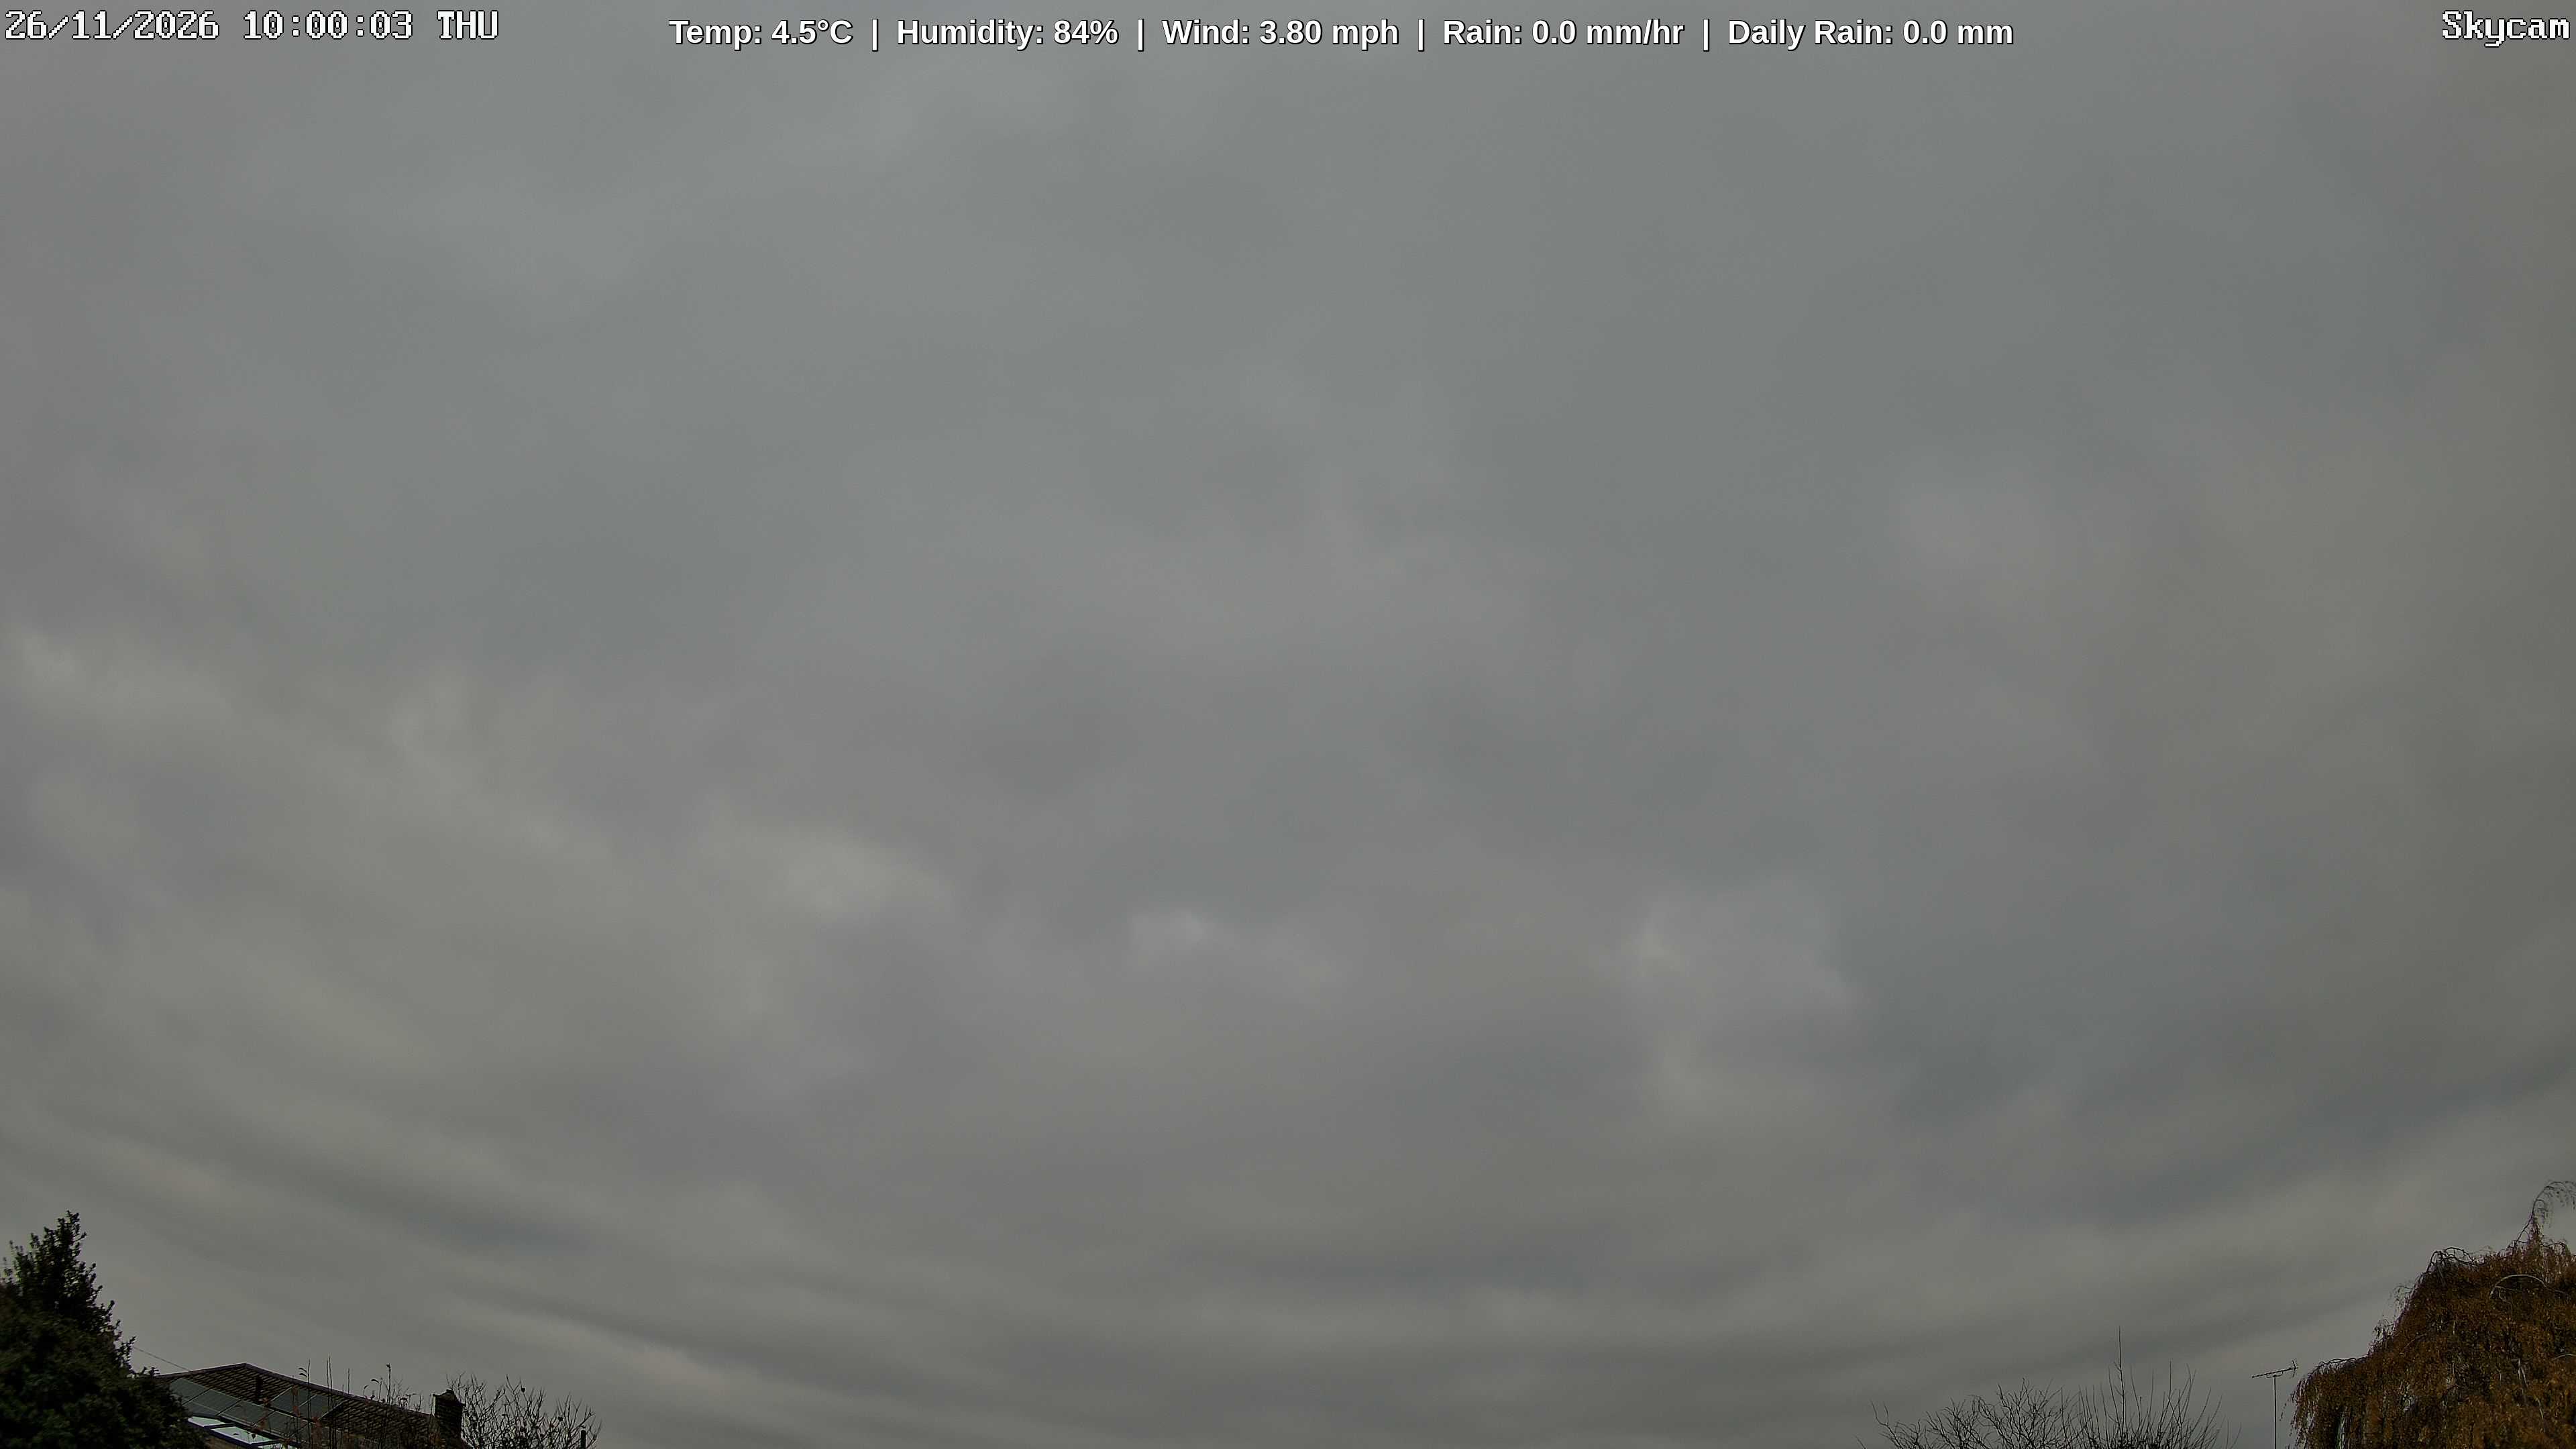 26/11/2026 10:00:03 THU
Temp: 4.5°C | Humidity: 84% | Wind: 3.80 mph | Rain: 0.0 mm/hr | Daily Rain: 0.0 mm
Skycam